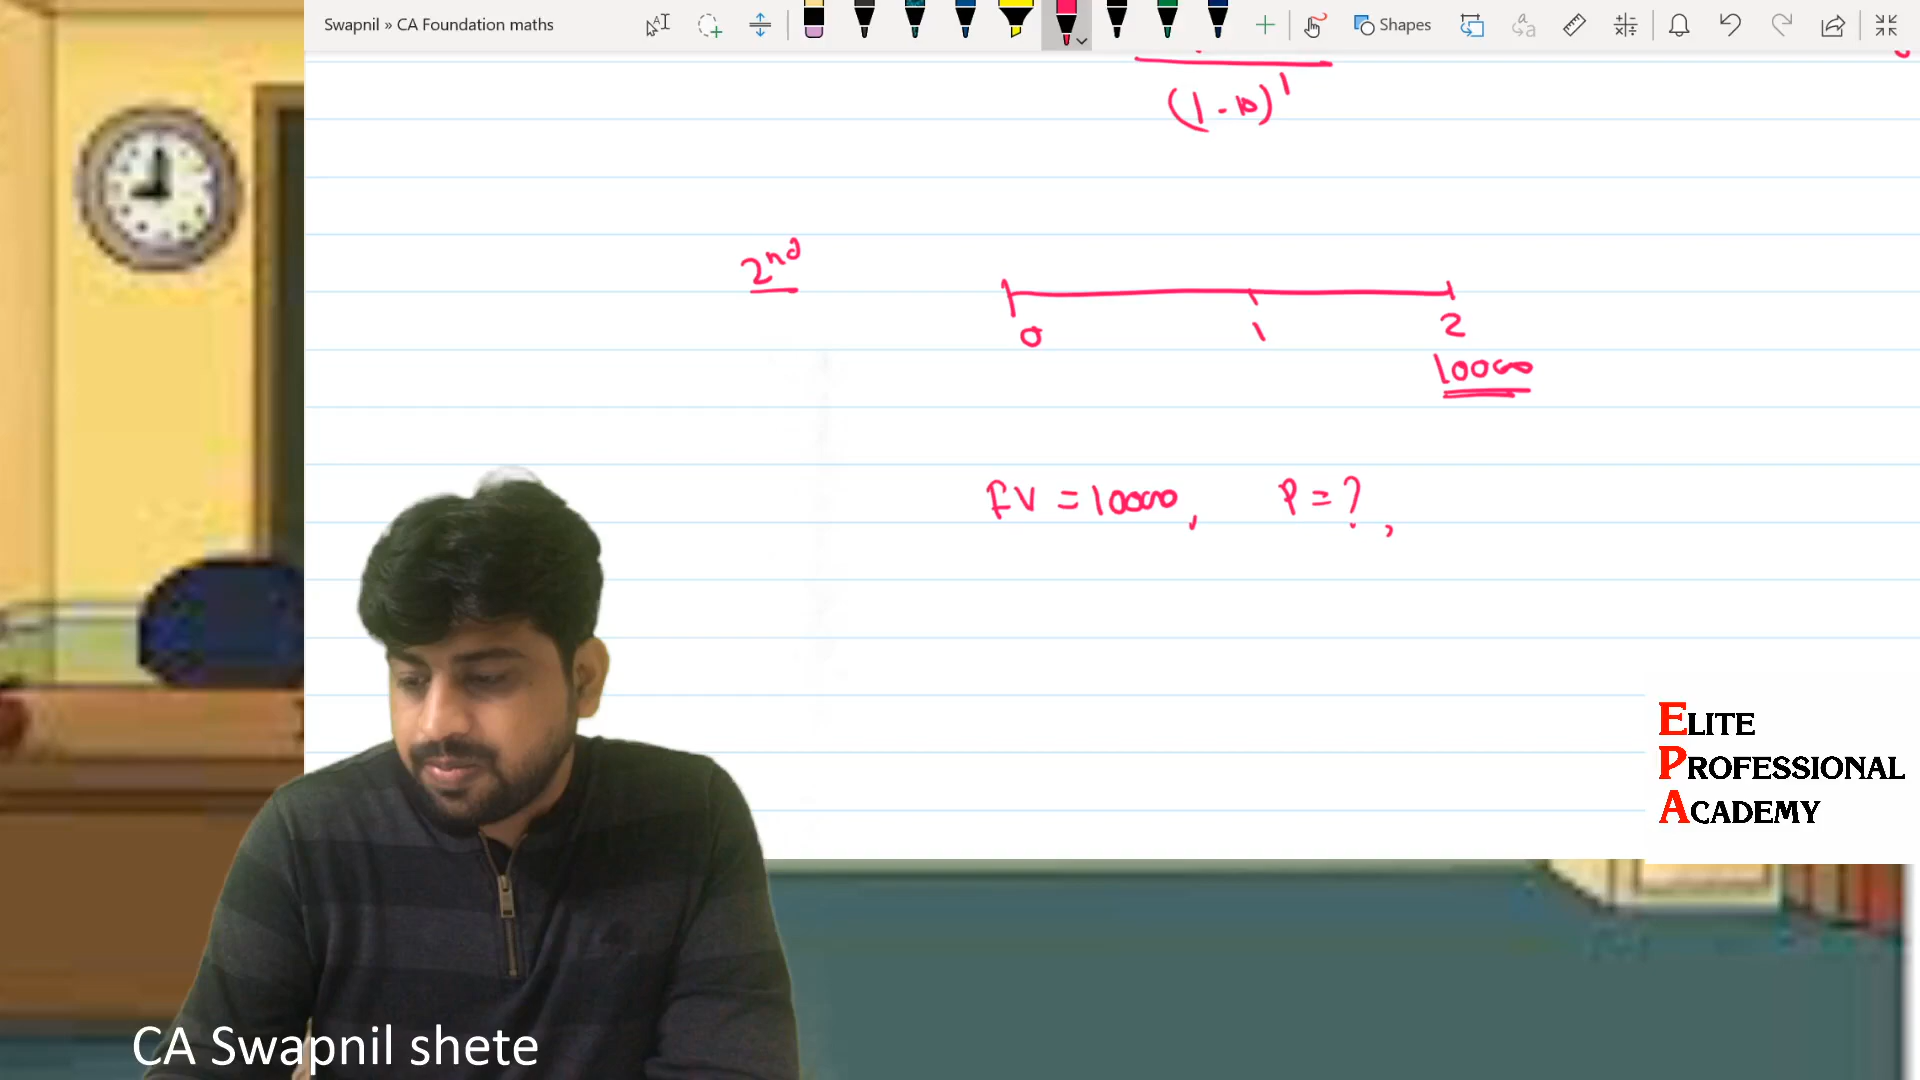 Swapnil » CA Foundation maths
Shapes
(1.10)¹
2nd
0 1 2
10000
FV = 10000, P = ?,
ELITE
PROFESSIONAL
ACADEMY
CA Swapnil shete